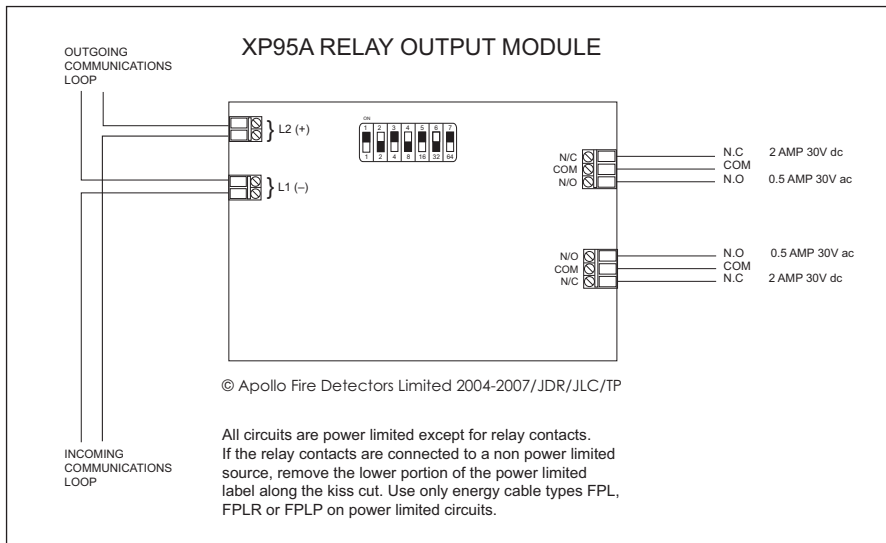 XP95A RELAY OUTPUT MODULE
OUTGOING
COMMUNICATIONS
LOOP
L2 (+)
L1 (–)
ON
1 2 3 4 5 6 7
1 2 4 8 16 32 64
N/C
COM
N/O
N.C 2 AMP 30V dc
COM
N.O 0.5 AMP 30V ac
N/O
COM
N/C
N.O 0.5 AMP 30V ac
COM
N.C 2 AMP 30V dc
© Apollo Fire Detectors Limited 2004-2007/JDR/JLC/TP
INCOMING
COMMUNICATIONS
LOOP
All circuits are power limited except for relay contacts.
If the relay contacts are connected to a non power limited
source, remove the lower portion of the power limited
label along the kiss cut. Use only energy cable types FPL,
FPLR or FPLP on power limited circuits.